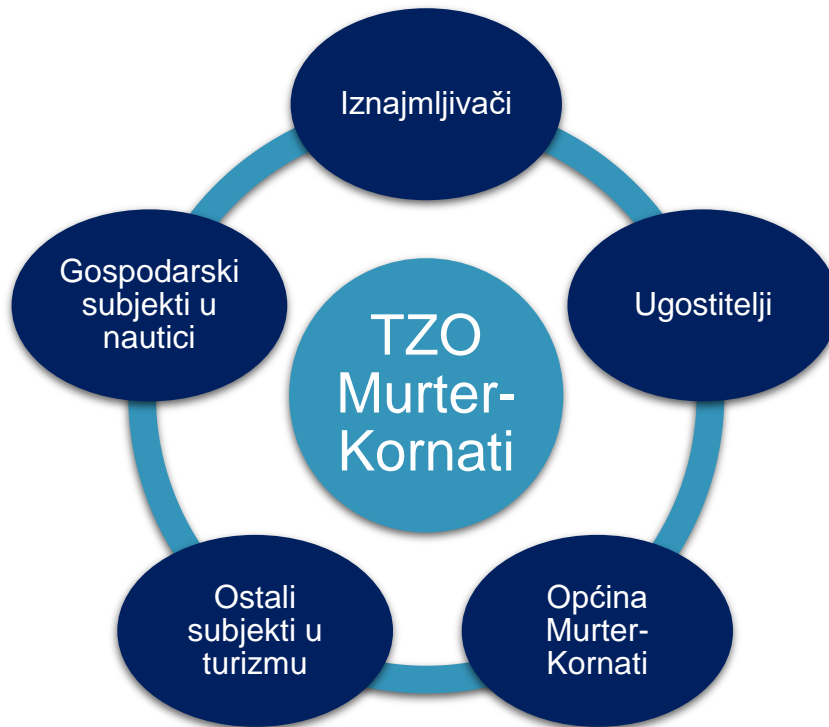 Iznajmljivači
Ugostitelji
Općina
Murter-
Kornati
Ostali
subjekti u
turizmu
Gospodarski
subjekti u
nautici
TZO
Murter-
Kornati